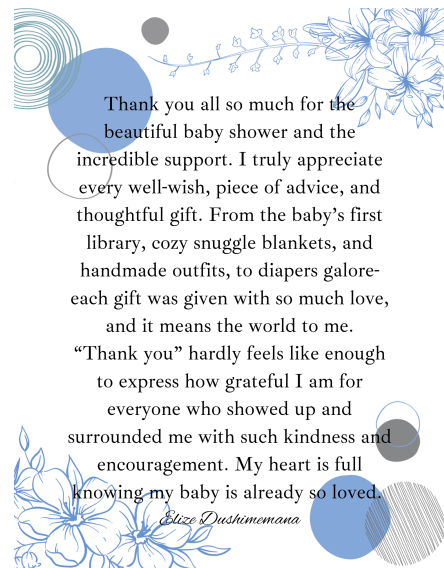 Thank you all so much for the
beautiful baby shower and the
incredible support. I truly appreciate
every well-wish, piece of advice, and
thoughtful gift. From the baby’s first
library, cozy snuggle blankets, and
handmade outfits, to diapers galore-
each gift was given with so much love,
and it means the world to me.
“Thank you” hardly feels like enough
to express how grateful I am for
everyone who showed up and
surrounded me with such kindness and
encouragement. My heart is full
knowing my baby is already so loved.
Elize Dushimemana